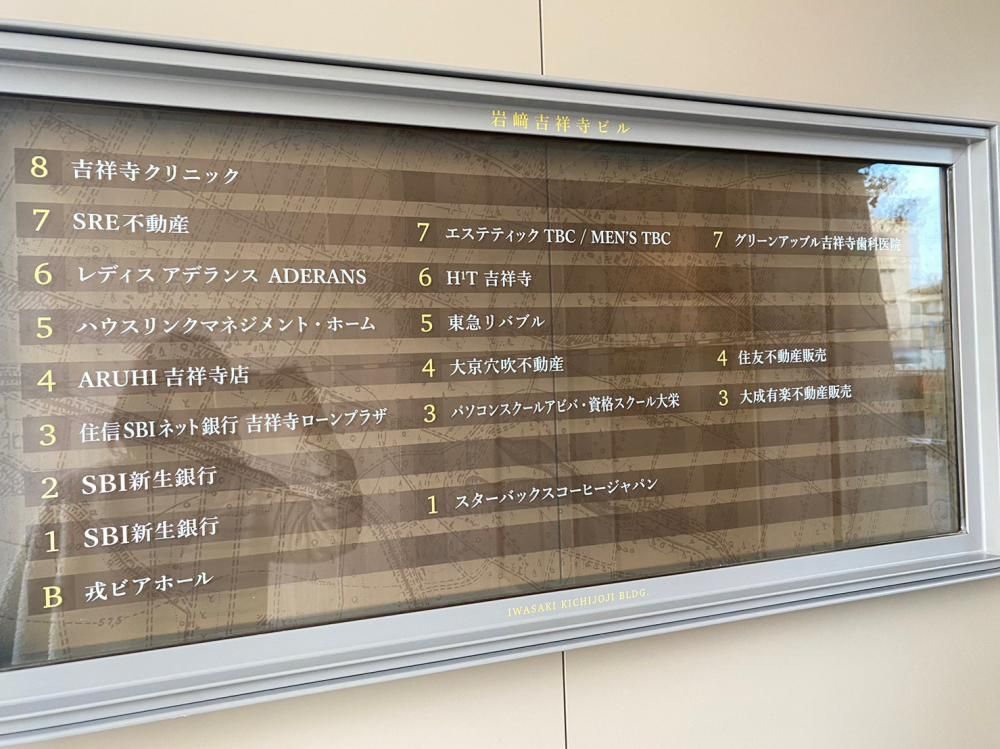 岩﨑吉祥寺ビル
8 吉祥寺クリニック
7 SRE不動産 7 エステティック TBC / MEN'S TBC 7 グリーンアップル吉祥寺歯科医院
6 レディス アデランス ADERANS 6 H¹T 吉祥寺
5 ハウスリンクマネジメント・ホーム 5 東急リバブル
4 ARUHI 吉祥寺店 4 大京穴吹不動産 4 住友不動産販売
3 住信SBIネット銀行 吉祥寺ローンプラザ 3 パソコンスクールアビバ・資格スクール大栄 3 大成有楽不動産販売
2 SBI新生銀行
1 SBI新生銀行 1 スターバックスコーヒージャパン
B 戎ビアホール
IWASAKI KICHIJOJI BLDG.